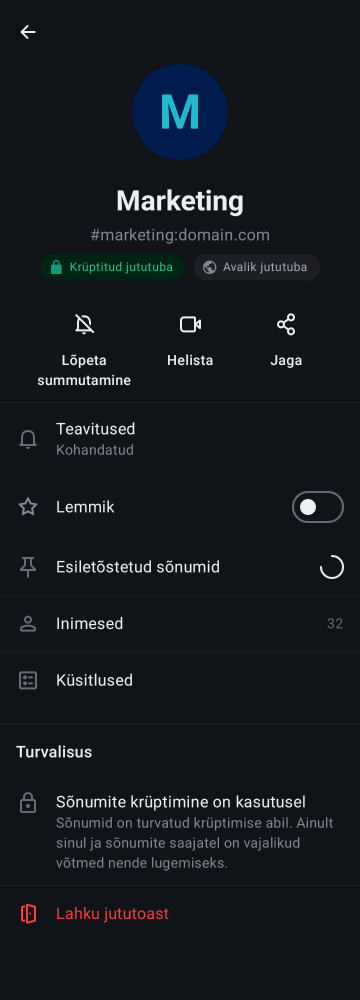 M
Marketing
#marketing:domain.com
Krüptitud jututuba
Avalik jututuba
Lõpeta
summutamine
Helista
Jaga
Teavitused
Kohandatud
Lemmik
Esiletõstetud sõnumid
Inimesed 32
Küsitlused
Turvalisus
Sõnumite krüptimine on kasutusel
Sõnumid on turvatud krüptimise abil. Ainult
sinul ja sõnumite saajatel on vajalikud
võtmed nende lugemiseks.
Lahku jututoast